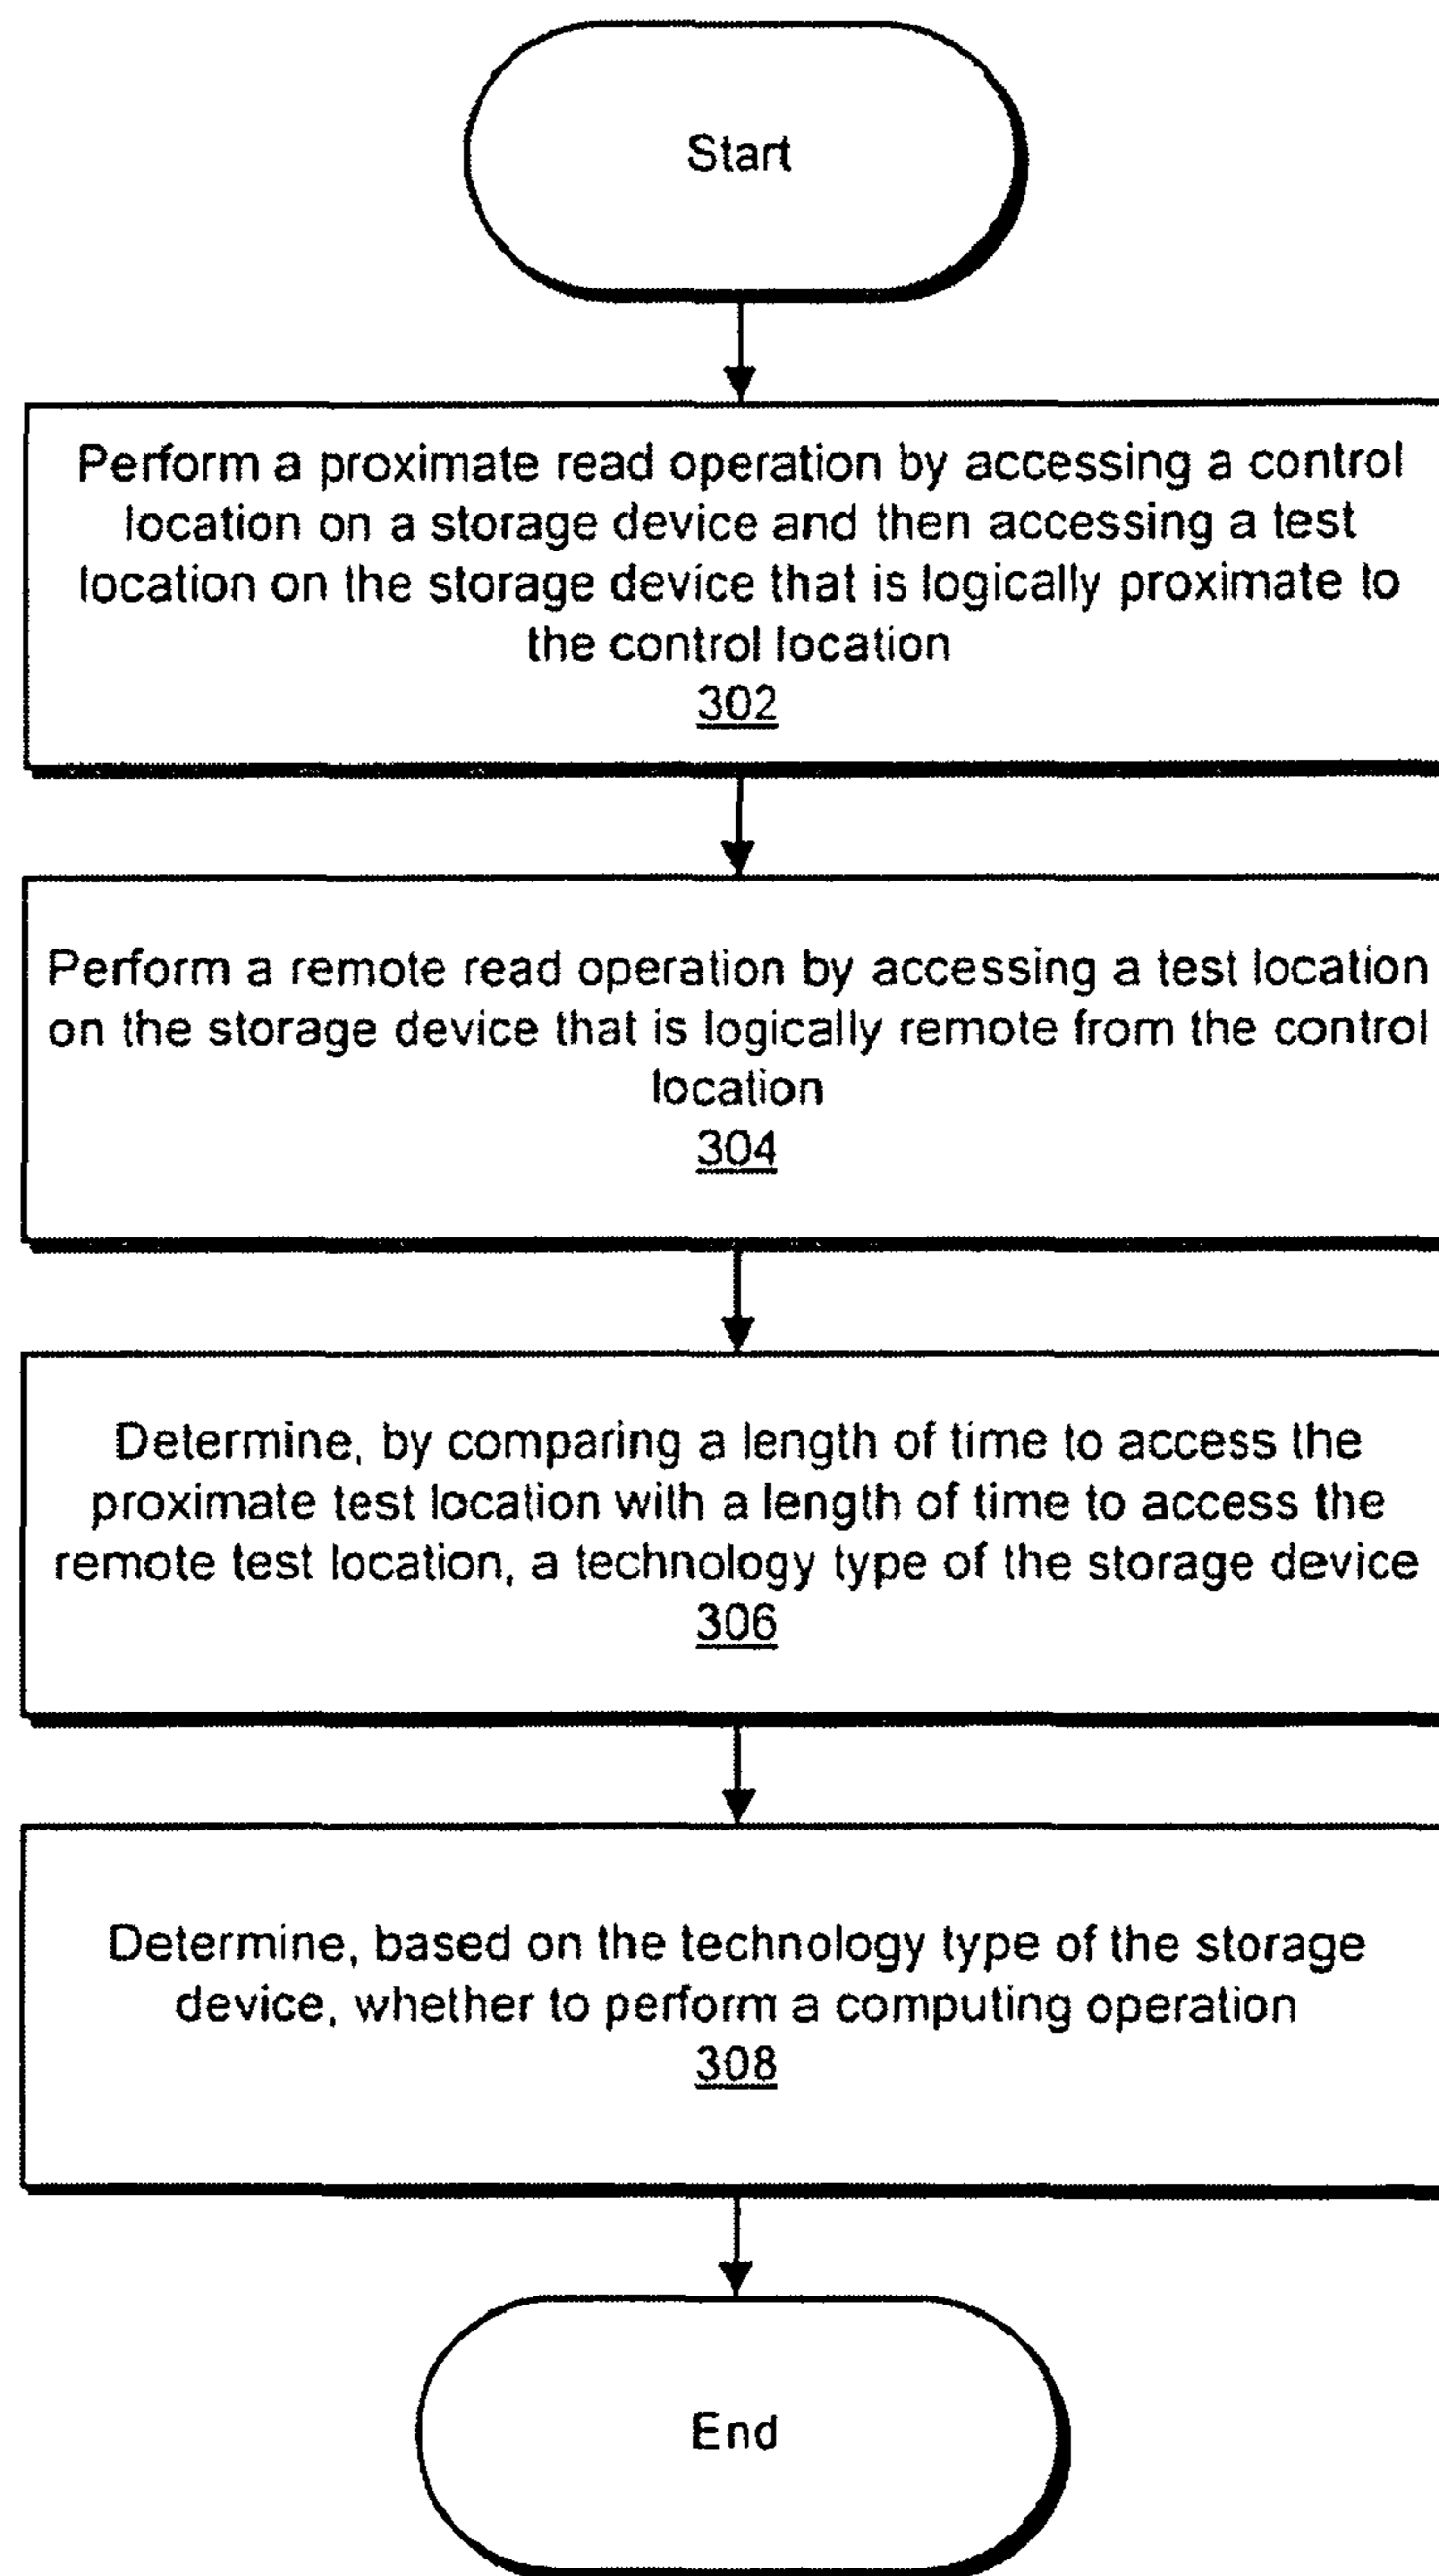 Start
Perform a proximate read operation by accessing a control
location on a storage device and then accessing a test
location on the storage device that is logically proximate to
the control location
302
Perform a remote read operation by accessing a test location
on the storage device that is logically remote from the control
location
304
Determine, by comparing a length of time to access the
proximate test location with a length of time to access the
remote test location, a technology type of the storage device
306
Determine, based on the technology type of the storage
device, whether to perform a computing operation
308
End